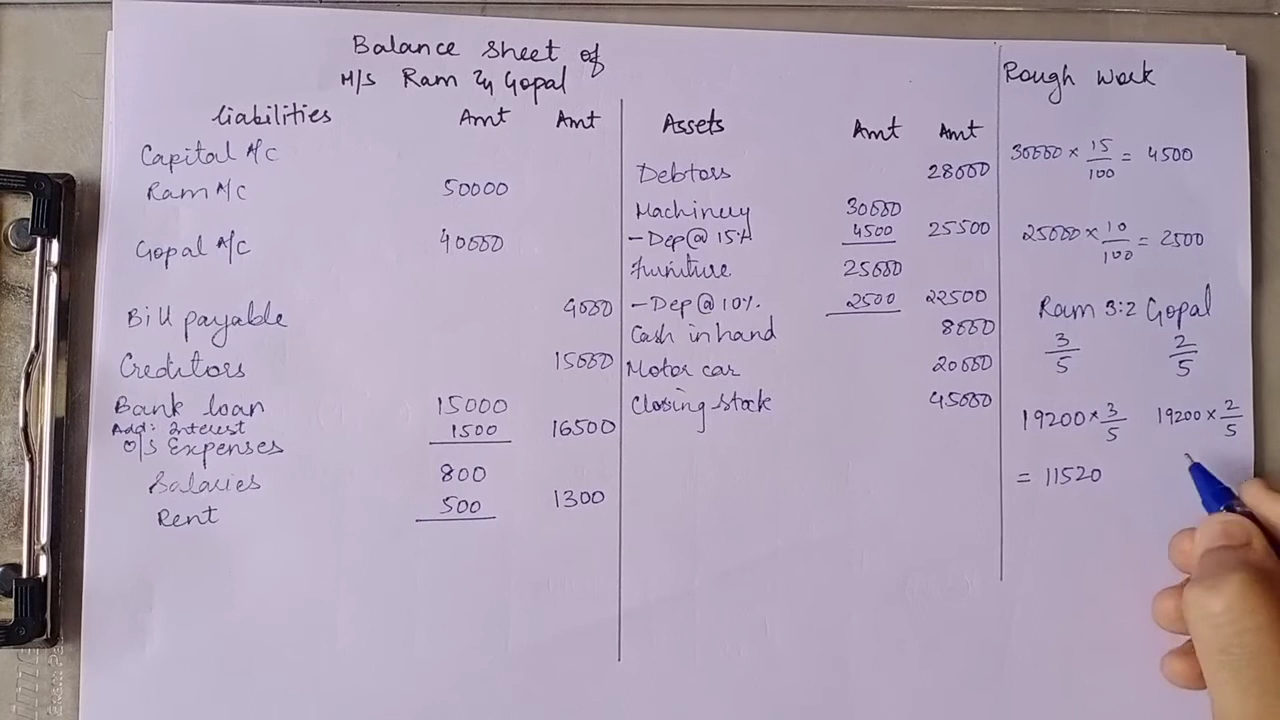 Balance Sheet of
M/S Ram & Gopal
Liabilities Amt Amt
Capital A/C
Ram A/C 50000
Gopal A/C 40000
Bill payable 4000
Creditors 15000
Bank loan 15000
Add: Interest 1500 16500
O/S Expenses
Salaries 800
Rent 500 1300
Assets Amt Amt
Debtors 28000
Machinery 30000
-Dep@ 15% 4500 25500
Furniture 25000
-Dep@ 10%. 2500 22500
Cash in hand 8000
Motor car 20000
Closing stock 45000
Rough Work
30000 × 15/100 = 4500
25000 × 10/100 = 2500
Ram 3:2 Gopal
3/5 2/5
19200 × 3/5 19200 × 2/5
= 11520